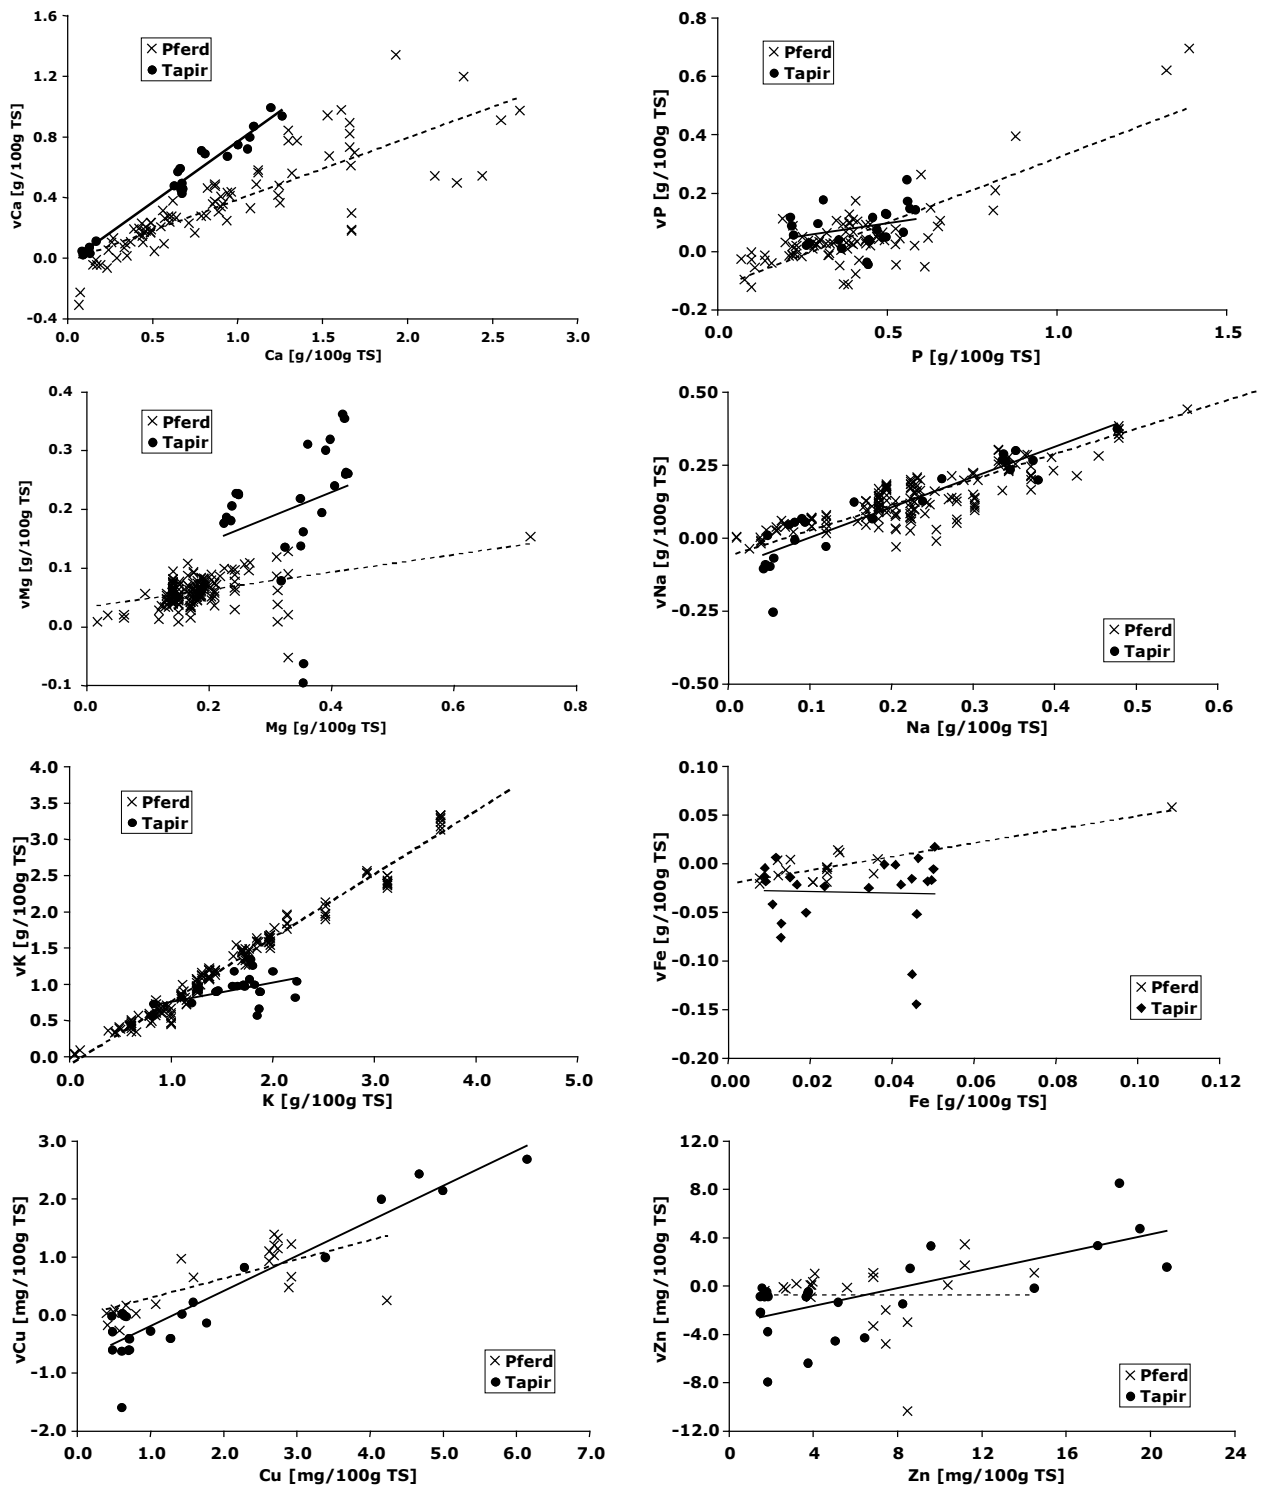 1.6
1.2
0.8
0.4
0.0
-0.4
vCa [g/100g TS]
Pferd
Tapir
0.0 0.5 1.0 1.5 2.0 2.5 3.0
Ca [g/100g TS]
0.8
0.6
0.4
0.2
0.0
-0.2
vP [g/100g TS]
Pferd
Tapir
0.0 0.5 1.0 1.5
P [g/100g TS]
0.4
0.3
0.2
0.1
0.0
-0.1
vMg [g/100g TS]
Pferd
Tapir
0.0 0.2 0.4 0.6 0.8
Mg [g/100g TS]
0.50
0.25
0.00
-0.25
-0.50
vNa [g/100g TS]
Pferd
Tapir
0.0 0.1 0.2 0.3 0.4 0.5 0.6
Na [g/100g TS]
4.0
3.5
3.0
2.5
2.0
1.5
1.0
0.5
0.0
vK [g/100g TS]
Pferd
Tapir
0.0 1.0 2.0 3.0 4.0 5.0
K [g/100g TS]
0.10
0.05
0.00
-0.05
-0.10
-0.15
-0.20
vFe [g/100g TS]
Pferd
Tapir
0.00 0.02 0.04 0.06 0.08 0.10 0.12
Fe [g/100g TS]
3.0
2.0
1.0
0.0
-1.0
-2.0
vCu [mg/100g TS]
Pferd
Tapir
0.0 1.0 2.0 3.0 4.0 5.0 6.0 7.0
Cu [mg/100g TS]
12.0
8.0
4.0
0.0
-4.0
-8.0
-12.0
vZn [mg/100g TS]
Pferd
Tapir
0 4 8 12 16 20 24
Zn [mg/100g TS]